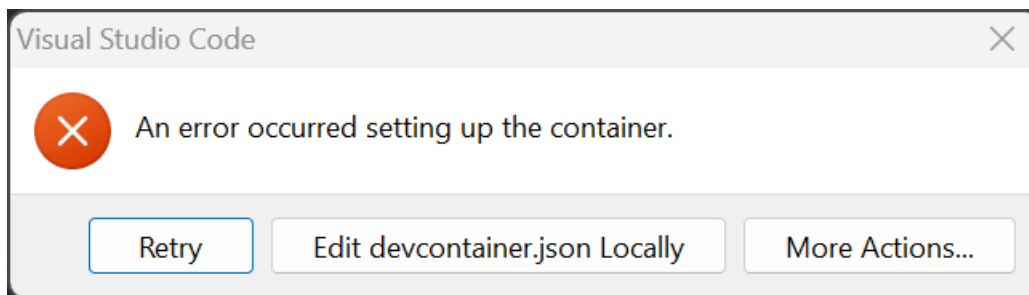 Visual Studio Code
An error occurred setting up the container.
Retry
Edit devcontainer.json Locally
More Actions...